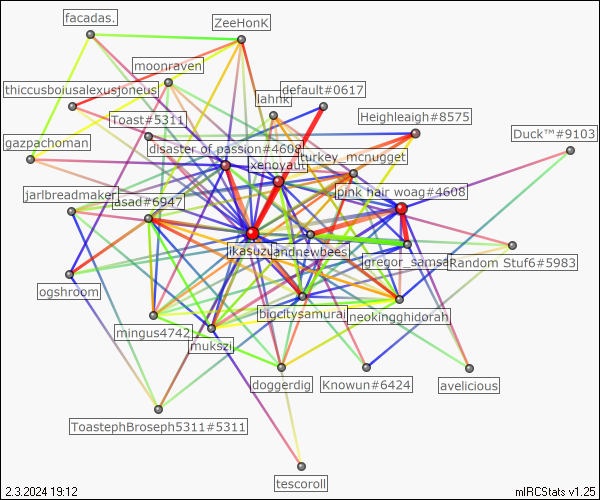 facadas.
ZeeHonK
moonraven
thiccusboiusalexusjoneus
default#0617
lahnk
Toast#5311
Heighleaigh#8575
Duck™#9103
gazpachoman
disaster of passion#4608
turkey_mcnugget
xenoyaut
jarlbreadmaker
asad#6947
pink hair woag#4608
ikasuzu
andnewbees
gregor_samsa
Random Stuf6#5983
ogshroom
bigcitysamurai
neokingghidorah
mingus4742
mukszi
doggerdig
Knowun#6424
avelicious
ToastephBroseph5311#5311
tescoroll
2.3.2024 19:12
mIRCStats v1.25